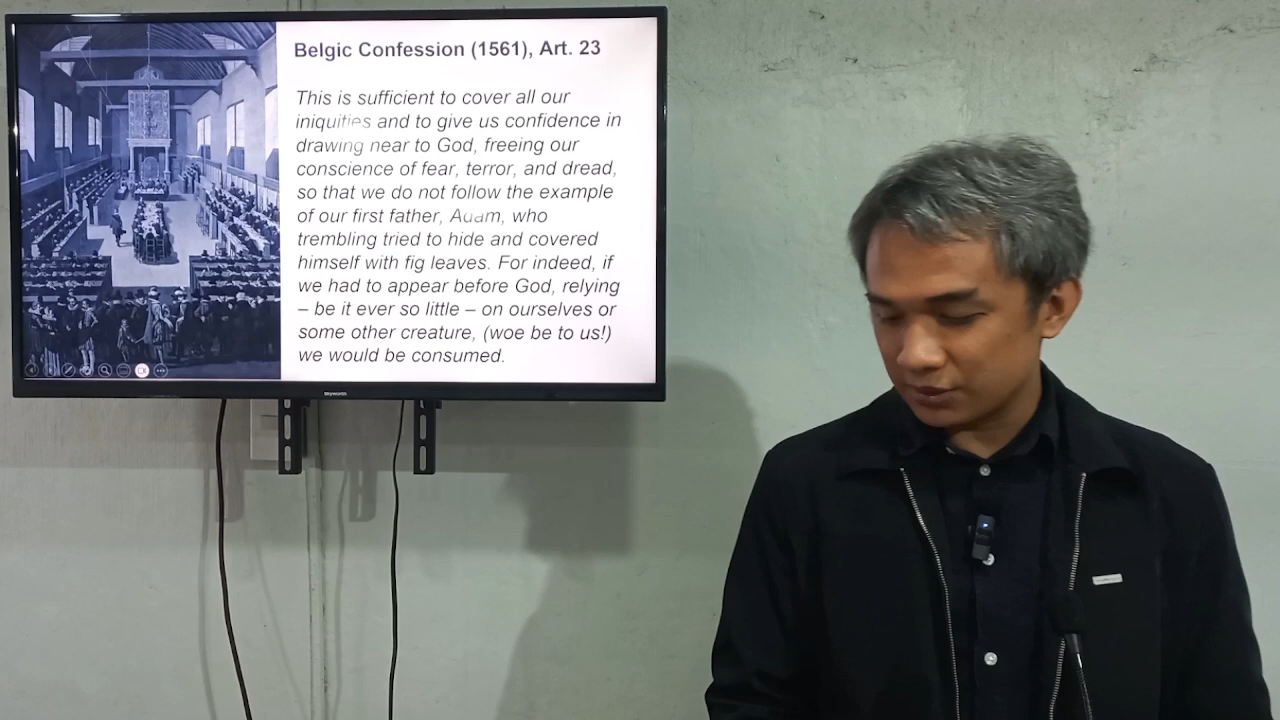 Belgic Confession (1561), Art. 23
This is sufficient to cover all our
iniquities and to give us confidence in
drawing near to God, freeing our
conscience of fear, terror, and dread,
so that we do not follow the example
of our first father, Adam, who
trembling tried to hide and covered
himself with fig leaves. For indeed, if
we had to appear before God, relying
– be it ever so little – on ourselves or
some other creature, (woe be to us!)
we would be consumed.
Skyworth